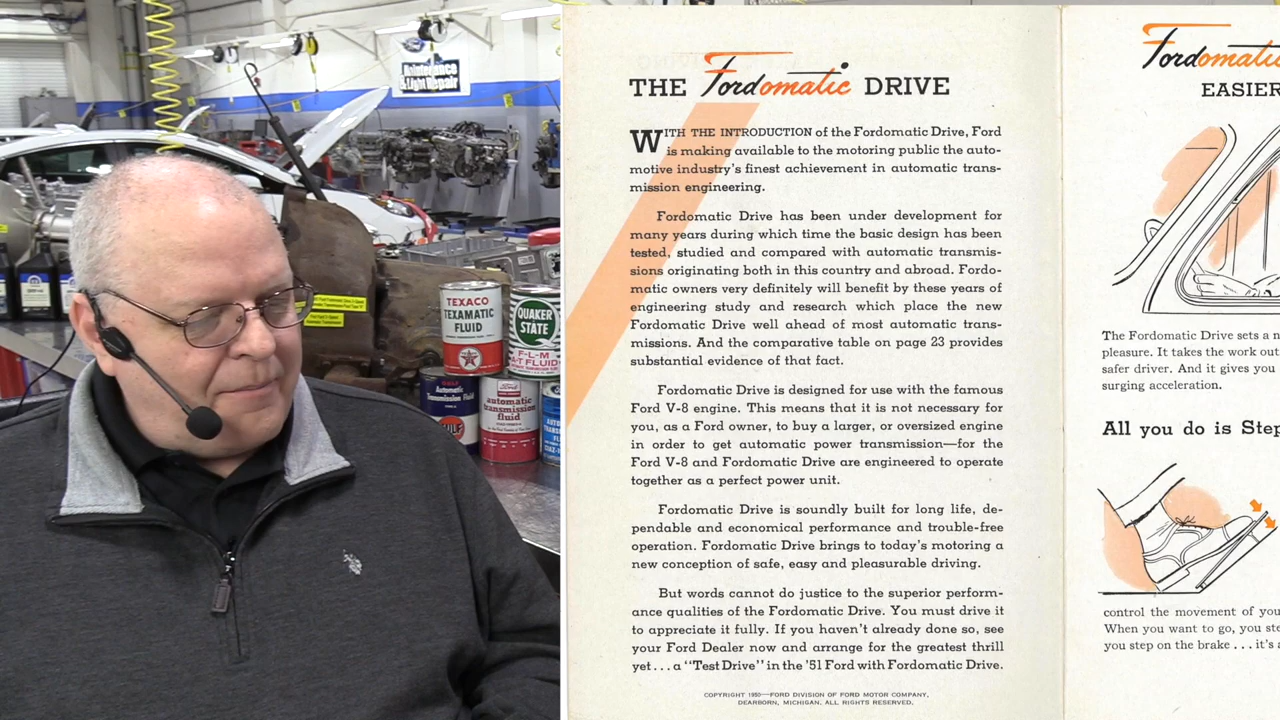 Maintenance
& Light Repair
TEXACO
TEXAMATIC
FLUID
QUAKER
STATE
F-L-M
A-T FLUID
Automatic
Transmission
Fluid
GULF
Ford
automatic
transmission
fluid
THE Fordomatic DRIVE
WITH THE INTRODUCTION of the Fordomatic Drive, Ford
is making available to the motoring public the auto-
motive industry's finest achievement in automatic trans-
mission engineering.
Fordomatic Drive has been under development for
many years during which time the basic design has been
tested, studied and compared with automatic transmis-
sions originating both in this country and abroad. Fordo-
matic owners very definitely will benefit by these years of
engineering study and research which place the new
Fordomatic Drive well ahead of most automatic trans-
missions. And the comparative table on page 23 provides
substantial evidence of that fact.
Fordomatic Drive is designed for use with the famous
Ford V-8 engine. This means that it is not necessary for
you, as a Ford owner, to buy a larger, or oversized engine
in order to get automatic power transmission—for the
Ford V-8 and Fordomatic Drive are engineered to operate
together as a perfect power unit.
Fordomatic Drive is soundly built for long life, de-
pendable and economical performance and trouble-free
operation. Fordomatic Drive brings to today's motoring a
new conception of safe, easy and pleasurable driving.
But words cannot do justice to the superior perform-
ance qualities of the Fordomatic Drive. You must drive it
to appreciate it fully. If you haven't already done so, see
your Ford Dealer now and arrange for the greatest thrill
yet . . . a "Test Drive" in the '51 Ford with Fordomatic Drive.
COPYRIGHT 1950—FORD DIVISION OF FORD MOTOR COMPANY,
DEARBORN, MICHIGAN. ALL RIGHTS RESERVED.
Fordomatic
EASIER
The Fordomatic Drive sets a n
pleasure. It takes the work out
safer driver. And it gives you
surging acceleration.
All you do is Step
control the movement of you
When you want to go, you ste
you step on the brake . . . it's a